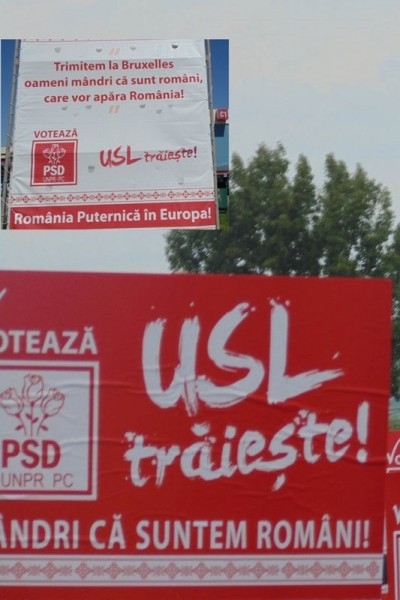 Trimitem la Bruxelles
oameni mândri că sunt români,
care vor apăra România!
VOTEAZĂ
PSD
UNPR PC
USL trăiește!
România Puternică în Europa!
OTEAZĂ
PSD
UNPR PC
USL
trăiește!
ÂNDRI CĂ SUNTEM ROMÂNI!